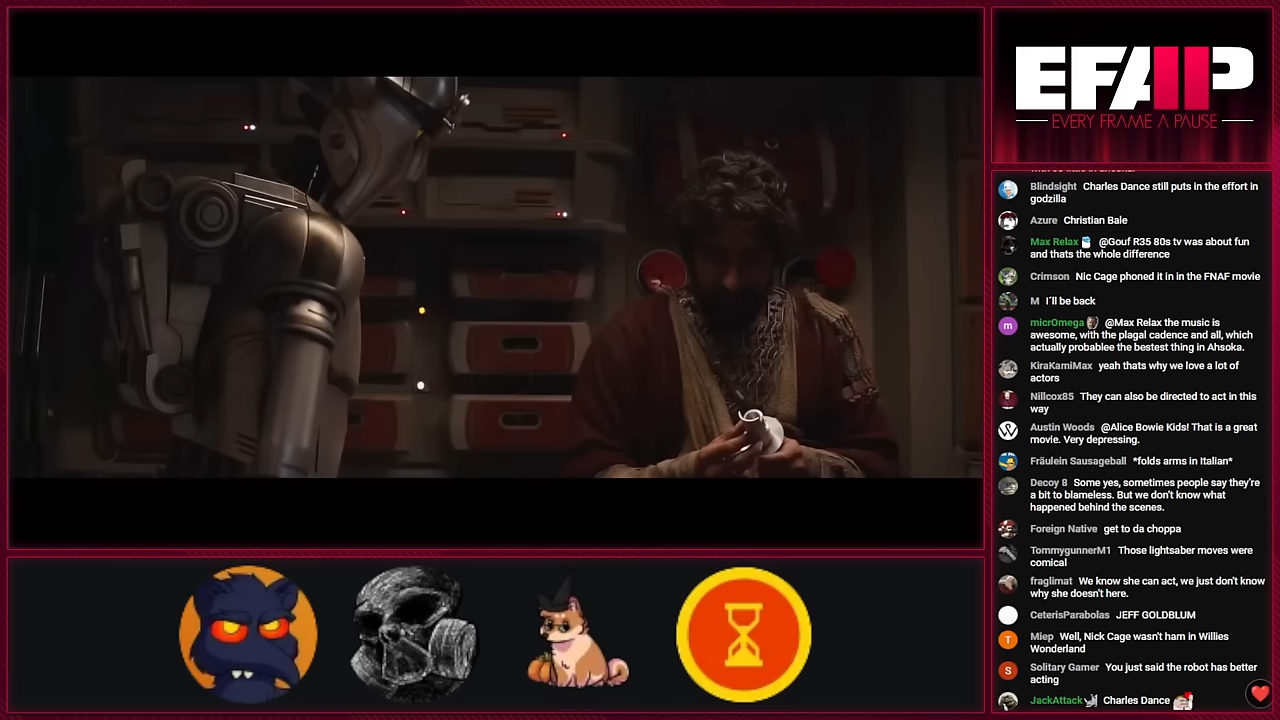 EFAP
EVERY FRAME A PAUSE
Blindsight Charles Dance still puts in the effort in
godzilla
Azure Christian Bale
Max Relax @Gouf R35 80s tv was about fun
and thats the whole difference
Crimson Nic Cage phoned it in in the FNAF movie
M I´ll be back
micrOmega @Max Relax the music is
awesome, with the plagal cadence and all, which
actually probablee the bestest thing in Ahsoka.
KiraKamiMax yeah thats why we love a lot of
actors
Nillcox85 They can also be directed to act in this
way
Austin Woods @Alice Bowie Kids! That is a great
movie. Very depressing.
Fräulein Sausageball *folds arms in Italian*
Decoy 8 Some yes, sometimes people say they’re
a bit to blameless. But we don’t know what
happened behind the scenes.
Foreign Native get to da choppa
TommygunnerM1 Those lightsaber moves were
comical
fraglimat We know she can act, we just don't know
why she doesn't here.
CeterisParabolas JEFF GOLDBLUM
Miep Well, Nick Cage wasn't ham in Willies
Wonderland
Solitary Gamer You just said the robot has better
acting
JackAttack Charles Dance